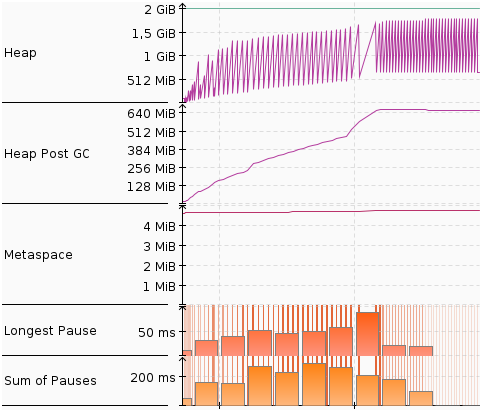 2 GiB
1,5 GiB
Heap
1 GiB
512 MiB
640 MiB
512 MiB
Heap Post GC
384 MiB
256 MiB
128 MiB
4 MiB
3 MiB
Metaspace
2 MiB
1 MiB
Longest Pause
50 ms
Sum of Pauses
200 ms